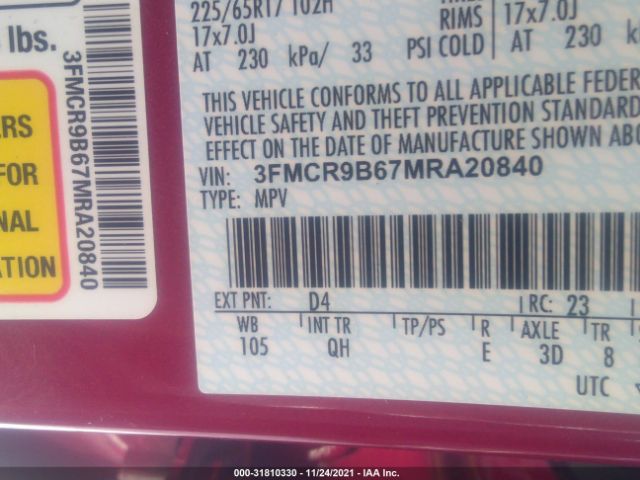 lbs.
3FMCR9B67MRA20840
ERS
FOR
NAL
ATION
225/65R17 102H
17x7.0J
AT 230 kPa/ 33 PSI COLD
RIMS 17x7.0J
AT 230
THIS VEHICLE CONFORMS TO ALL APPLICABLE FEDER
VEHICLE SAFETY AND THEFT PREVENTION STANDARD
EFFECT ON THE DATE OF MANUFACTURE SHOWN ABO
VIN: 3FMCR9B67MRA20840
TYPE: MPV
EXT PNT: D4 RC: 23
WB INT TR TP/PS R AXLE TR
105 QH E 3D 8
UTC
000-31810330 - 11/24/2021 - IAA Inc.